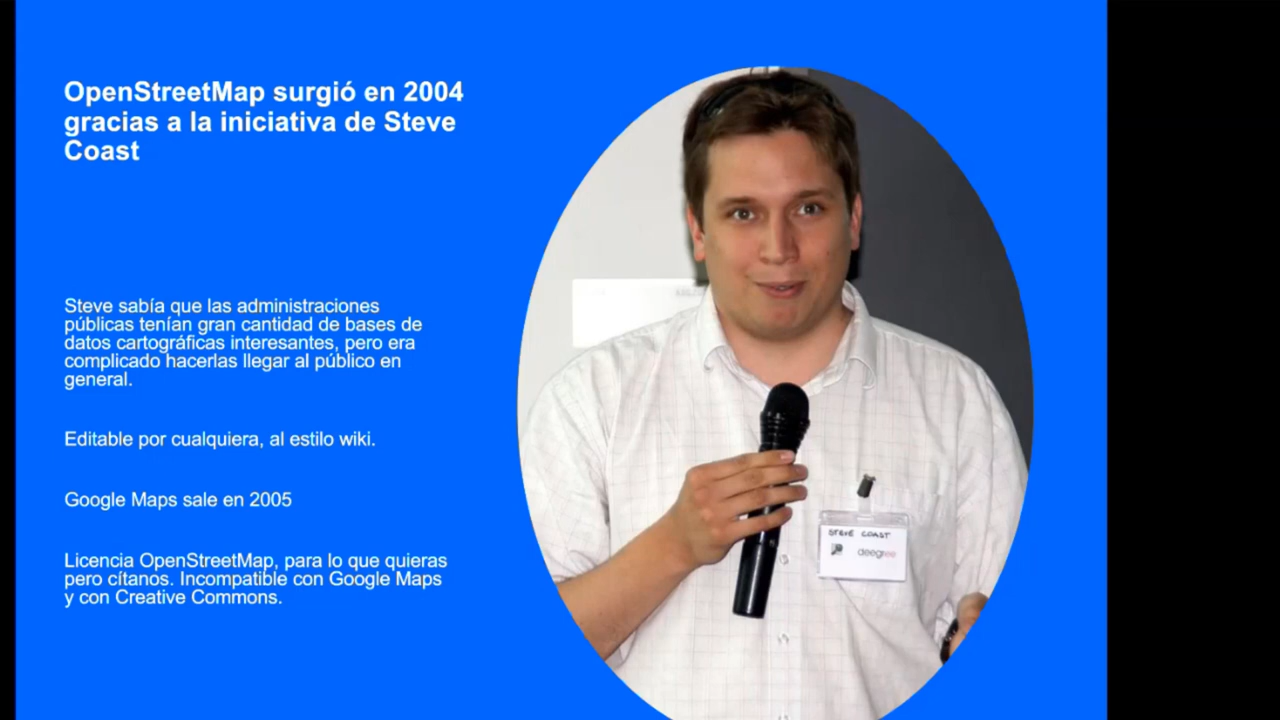 OpenStreetMap surgió en 2004
gracias a la iniciativa de Steve
Coast
Steve sabía que las administraciones
públicas tenían gran cantidad de bases de
datos cartográficas interesantes, pero era
complicado hacerlas llegar al público en
general.
Editable por cualquiera, al estilo wiki.
Google Maps sale en 2005
Licencia OpenStreetMap, para lo que quieras
pero cítanos. Incompatible con Google Maps
y con Creative Commons.
STEVE COAST
deegree